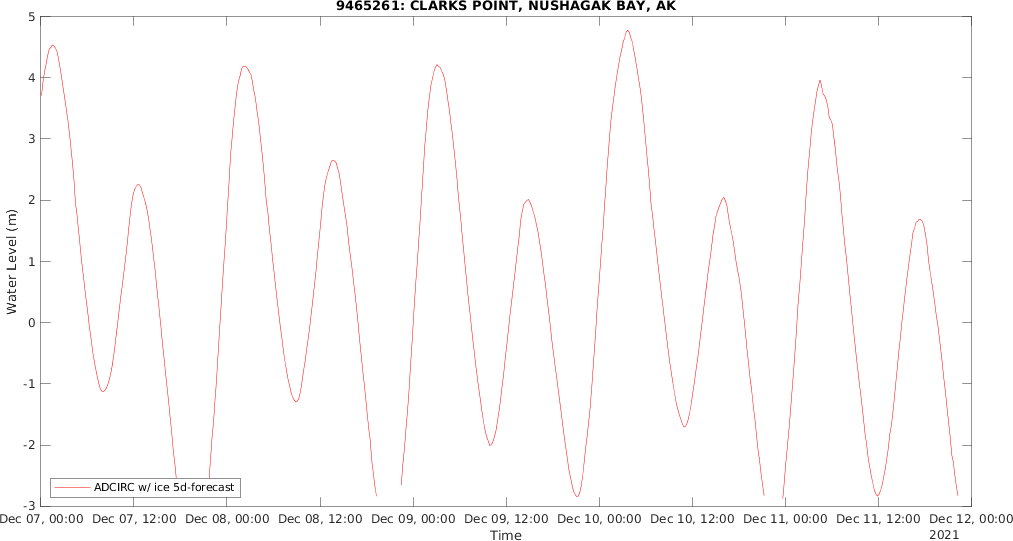 9465261: CLARKS POINT, NUSHAGAK BAY, AK
5
4
3
2
1
0
-1
-2
-3
Water Level (m)
ADCIRC w/ ice 5d-forecast
Dec 07, 00:00 Dec 07, 12:00 Dec 08, 00:00 Dec 08, 12:00 Dec 09, 00:00 Dec 09, 12:00 Dec 10, 00:00 Dec 10, 12:00 Dec 11, 00:00 Dec 11, 12:00 Dec 12, 00:00
Time
2021